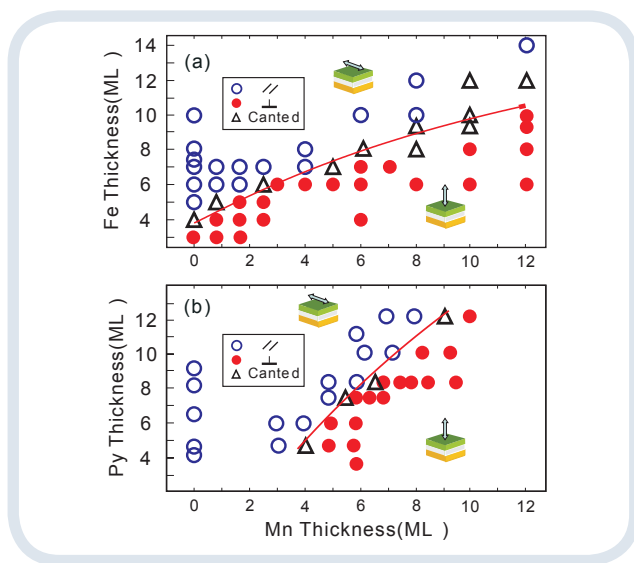 (a)
//
⊥
Canted
Fe Thickness(ML)
14
12
10
8
6
4
0 2 4 6 8 10 12
(b)
//
⊥
Canted
Py Thickness(ML )
12
10
8
6
4
0 2 4 6 8 10 12
Mn Thickness(ML )